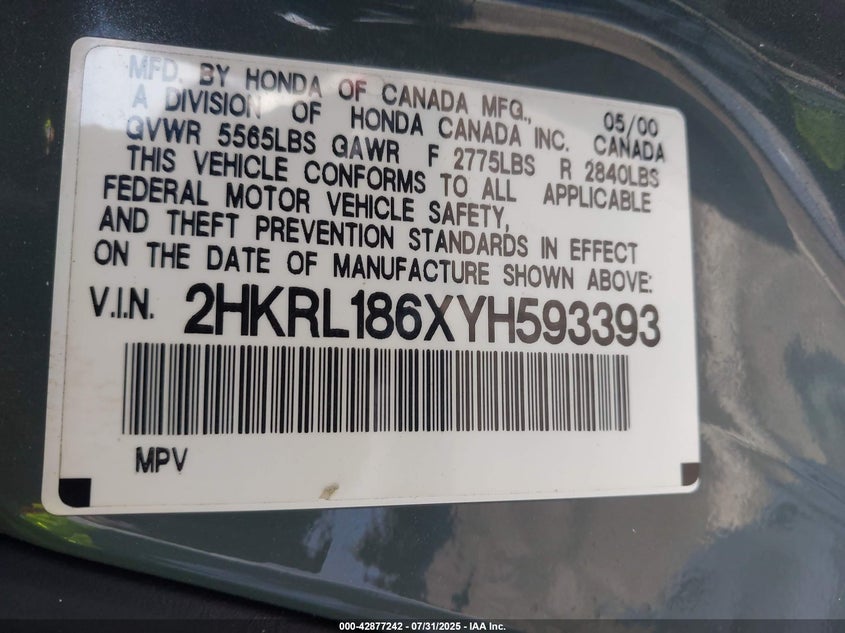 MFD. BY HONDA OF CANADA MFG., 05/00
A DIVISION OF HONDA CANADA INC. CANADA
GVWR 5565LBS GAWR F 2775LBS R 2840LBS
THIS VEHICLE CONFORMS TO ALL APPLICABLE
FEDERAL MOTOR VEHICLE SAFETY,
AND THEFT PREVENTION STANDARDS IN EFFECT
ON THE DATE OF MANUFACTURE SHOWN ABOVE:
V.I.N. 2HKRL186XYH593393
MPV
000-42877242 - 07/31/2025 - IAA Inc.